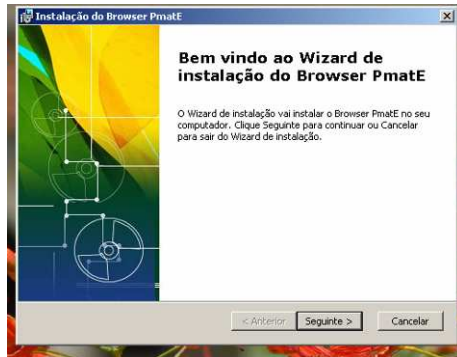 Instalação do Browser PmatE
Bem vindo ao Wizard de
instalação do Browser PmatE
O Wizard de instalação vai instalar o Browser PmatE no seu
computador. Clique Seguinte para continuar ou Cancelar
para sair do Wizard de instalação.
< Anterior Seguinte > Cancelar